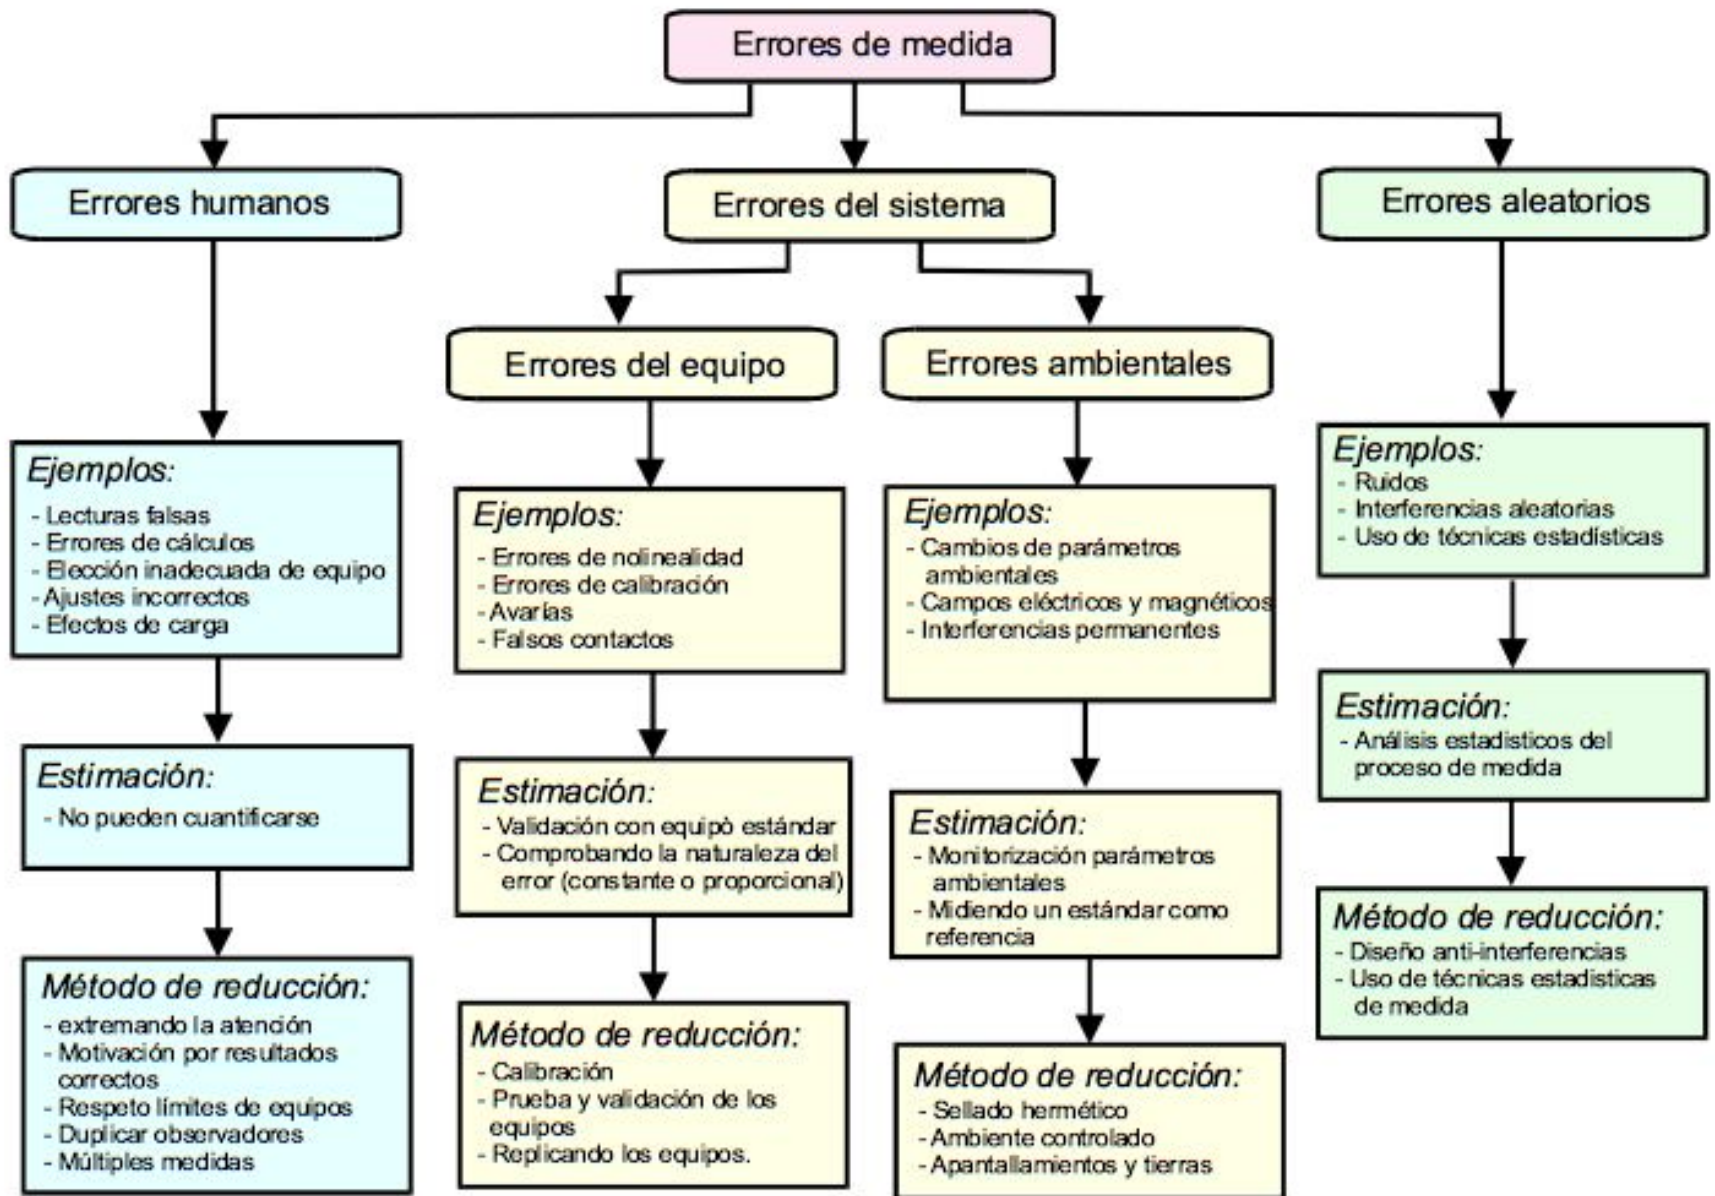 Errores de medida
Errores humanos
Errores del sistema
Errores aleatorios
Errores del equipo
Errores ambientales
Ejemplos:
- Lecturas falsas
- Errores de cálculos
- Elección inadecuada de equipo
- Ajustes incorrectos
- Efectos de carga
Estimación:
- No pueden cuantificarse
Método de reducción:
- extremando la atención
- Motivación por resultados
correctos
- Respeto límites de equipos
- Duplicar observadores
- Múltiples medidas
Ejemplos:
- Errores de nolinealidad
- Errores de calibración
- Avarías
- Falsos contactos
Estimación:
- Validación con equipò estándar
- Comprobando la naturaleza del
error (constante o proporcional)
Método de reducción:
- Calibración
- Prueba y validación de los
equipos
- Replicando los equipos.
Ejemplos:
- Cambios de parámetros
ambientales
- Campos eléctricos y magnéticos
- Interferencias permanentes
Estimación:
- Monitorización parámetros
ambientales
- Midiendo un estándar como
referencia
Método de reducción:
- Sellado hermético
- Ambiente controlado
- Apantallamientos y tierras
Ejemplos:
- Ruidos
- Interferencias aleatorias
- Uso de técnicas estadísticas
Estimación:
- Análisis estadisticos del
proceso de medida
Método de reducción:
- Diseño anti-interferencias
- Uso de técnicas estadisticas
de medida